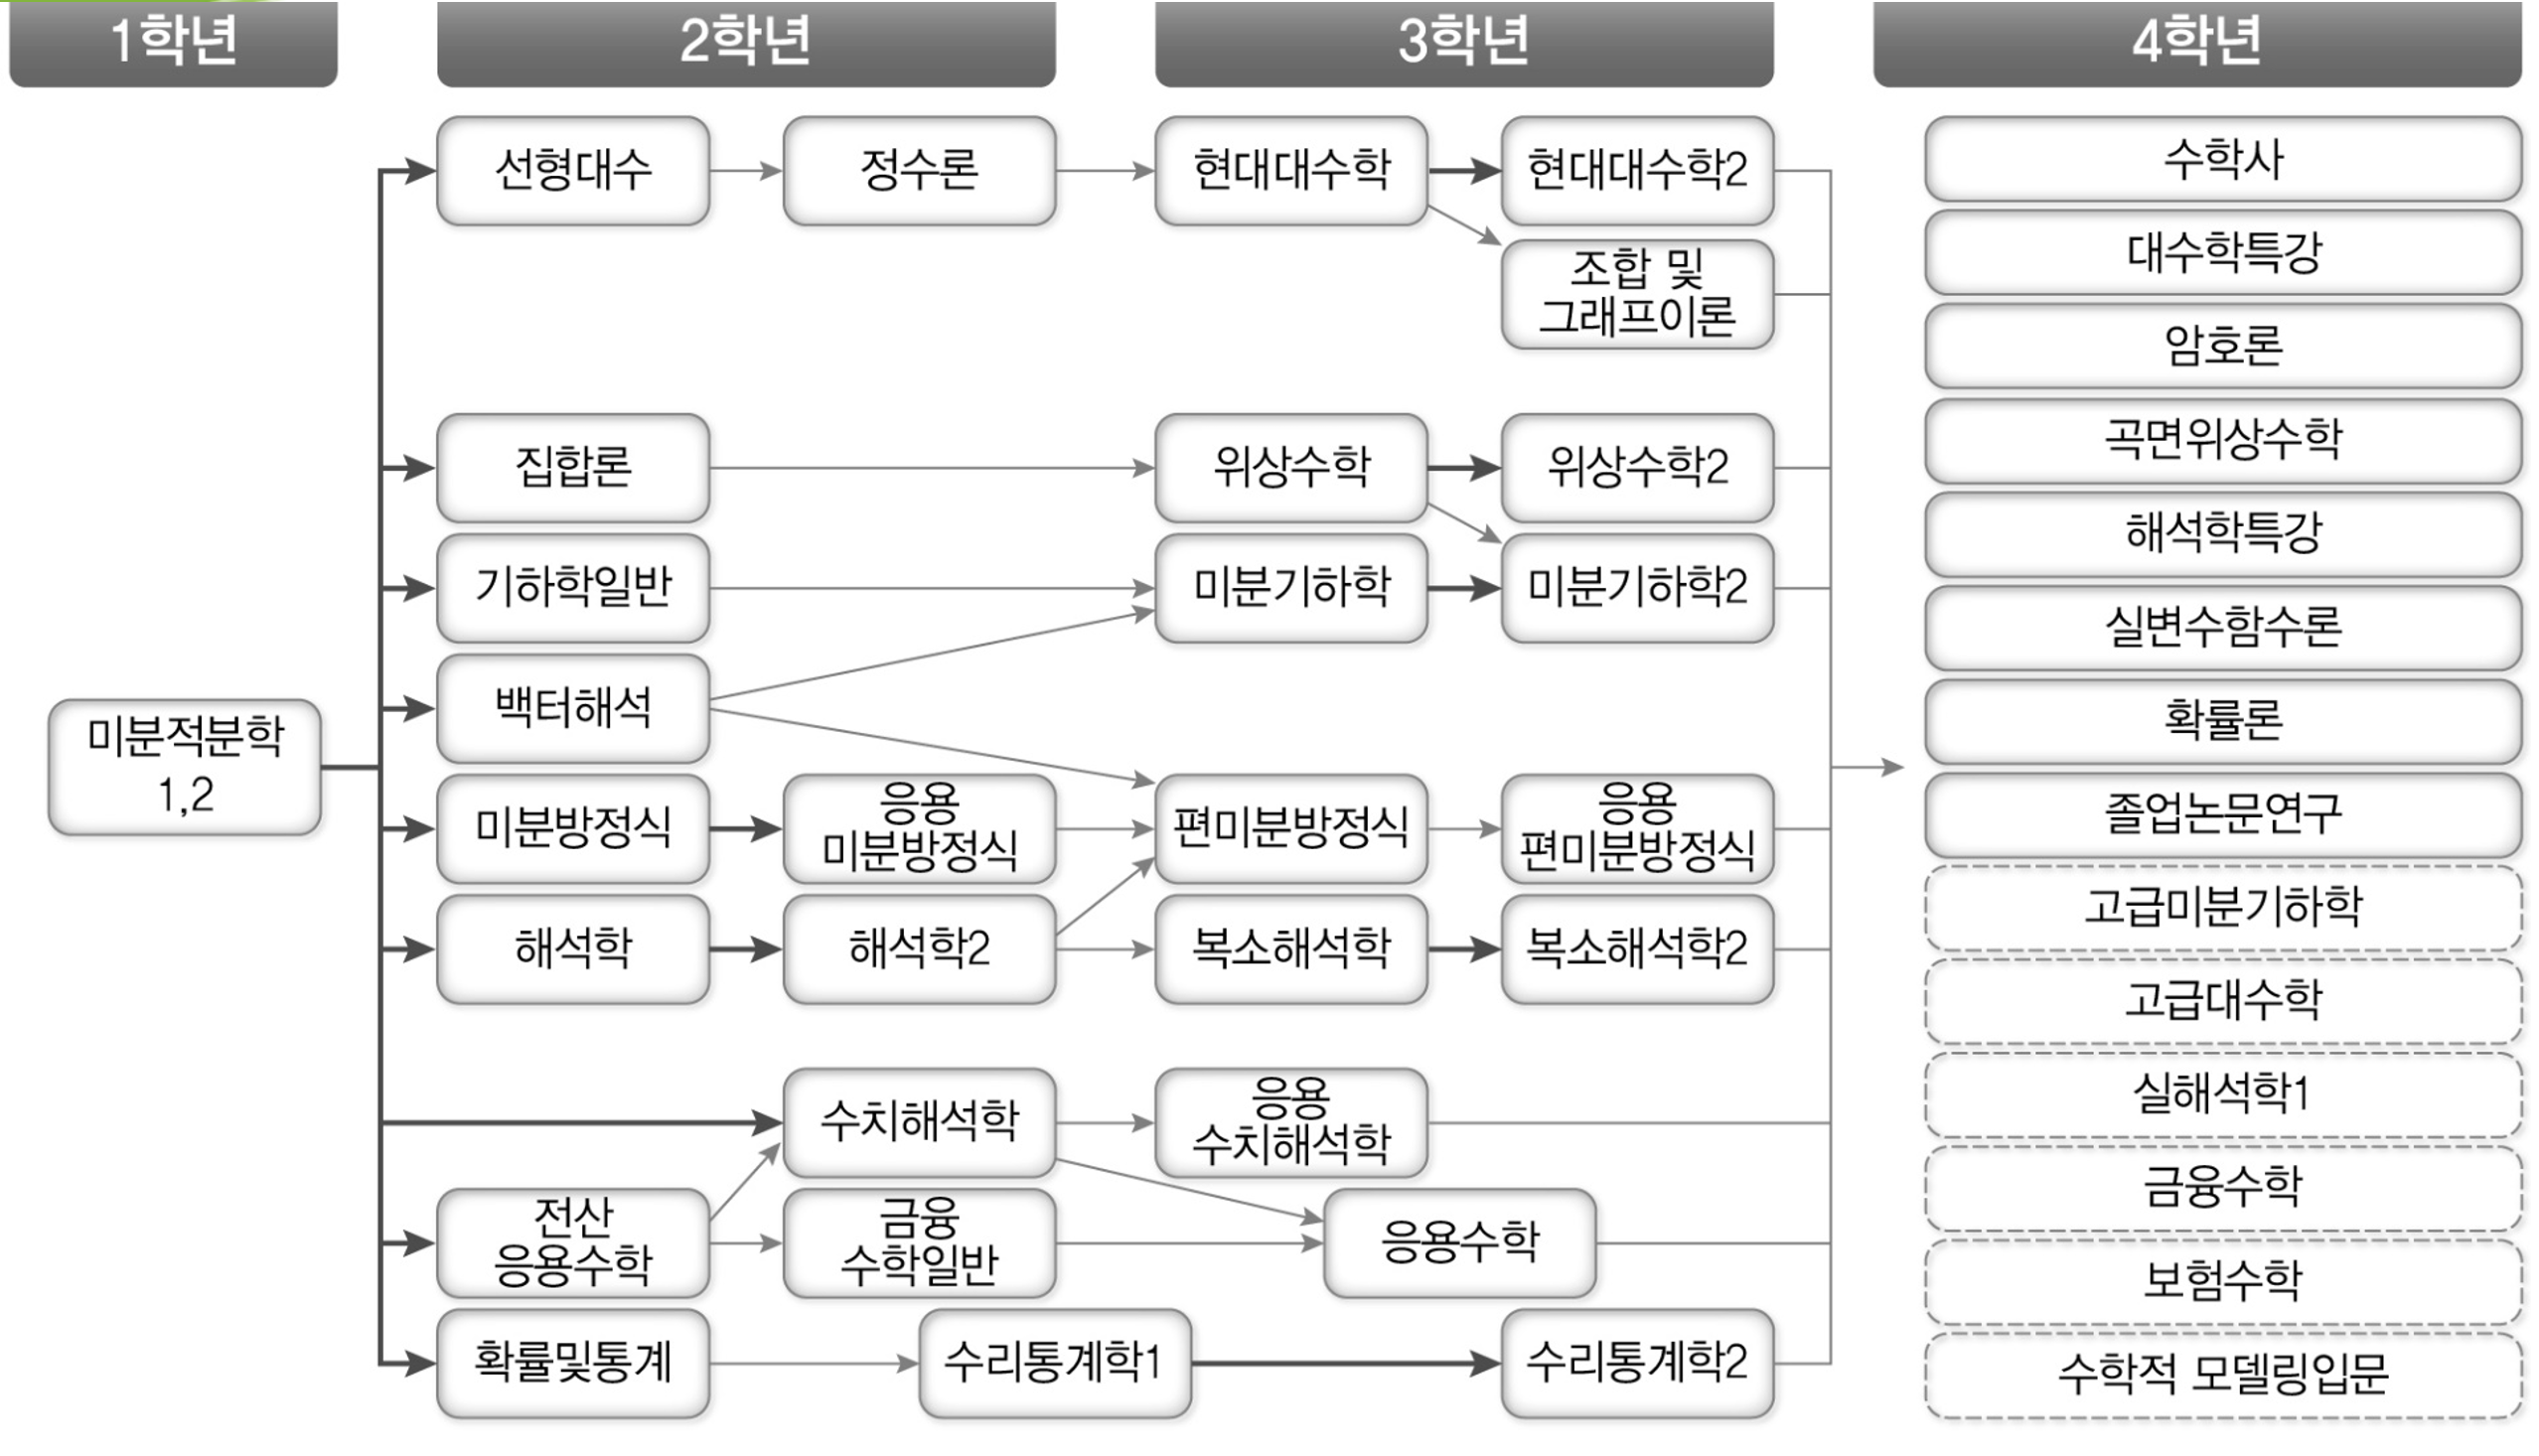 1학년
2학년
3학년
4학년
미분적분학
1,2
선형대수
정수론
현대대수학
현대대수학2
조합 및
그래프이론
집합론
위상수학
위상수학2
기하학일반
미분기하학
미분기하학2
백터해석
미분방정식
응용
미분방정식
편미분방정식
응용
편미분방정식
해석학
해석학2
복소해석학
복소해석학2
수치해석학
응용
수치해석학
전산
응용수학
금융
수학일반
응용수학
확률및통계
수리통계학1
수리통계학2
수학사
대수학특강
암호론
곡면위상수학
해석학특강
실변수함수론
확률론
졸업논문연구
고급미분기하학
고급대수학
실해석학1
금융수학
보험수학
수학적 모델링입문